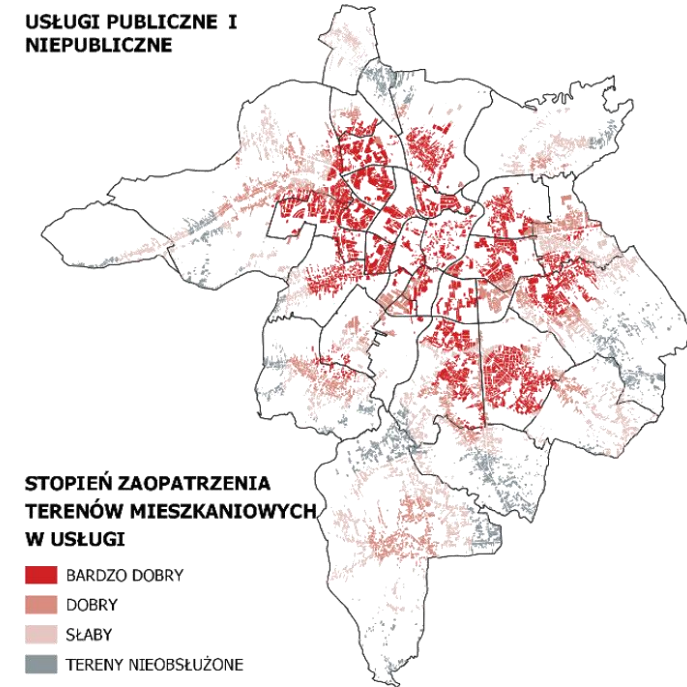 USŁUGI PUBLICZNE I
NIEPUBLICZNE
STOPIEŃ ZAOPATRZENIA
TERENÓW MIESZKANIOWYCH
W USŁUGI
BARDZO DOBRY
DOBRY
SŁABY
TERENY NIEOBSŁUŻONE